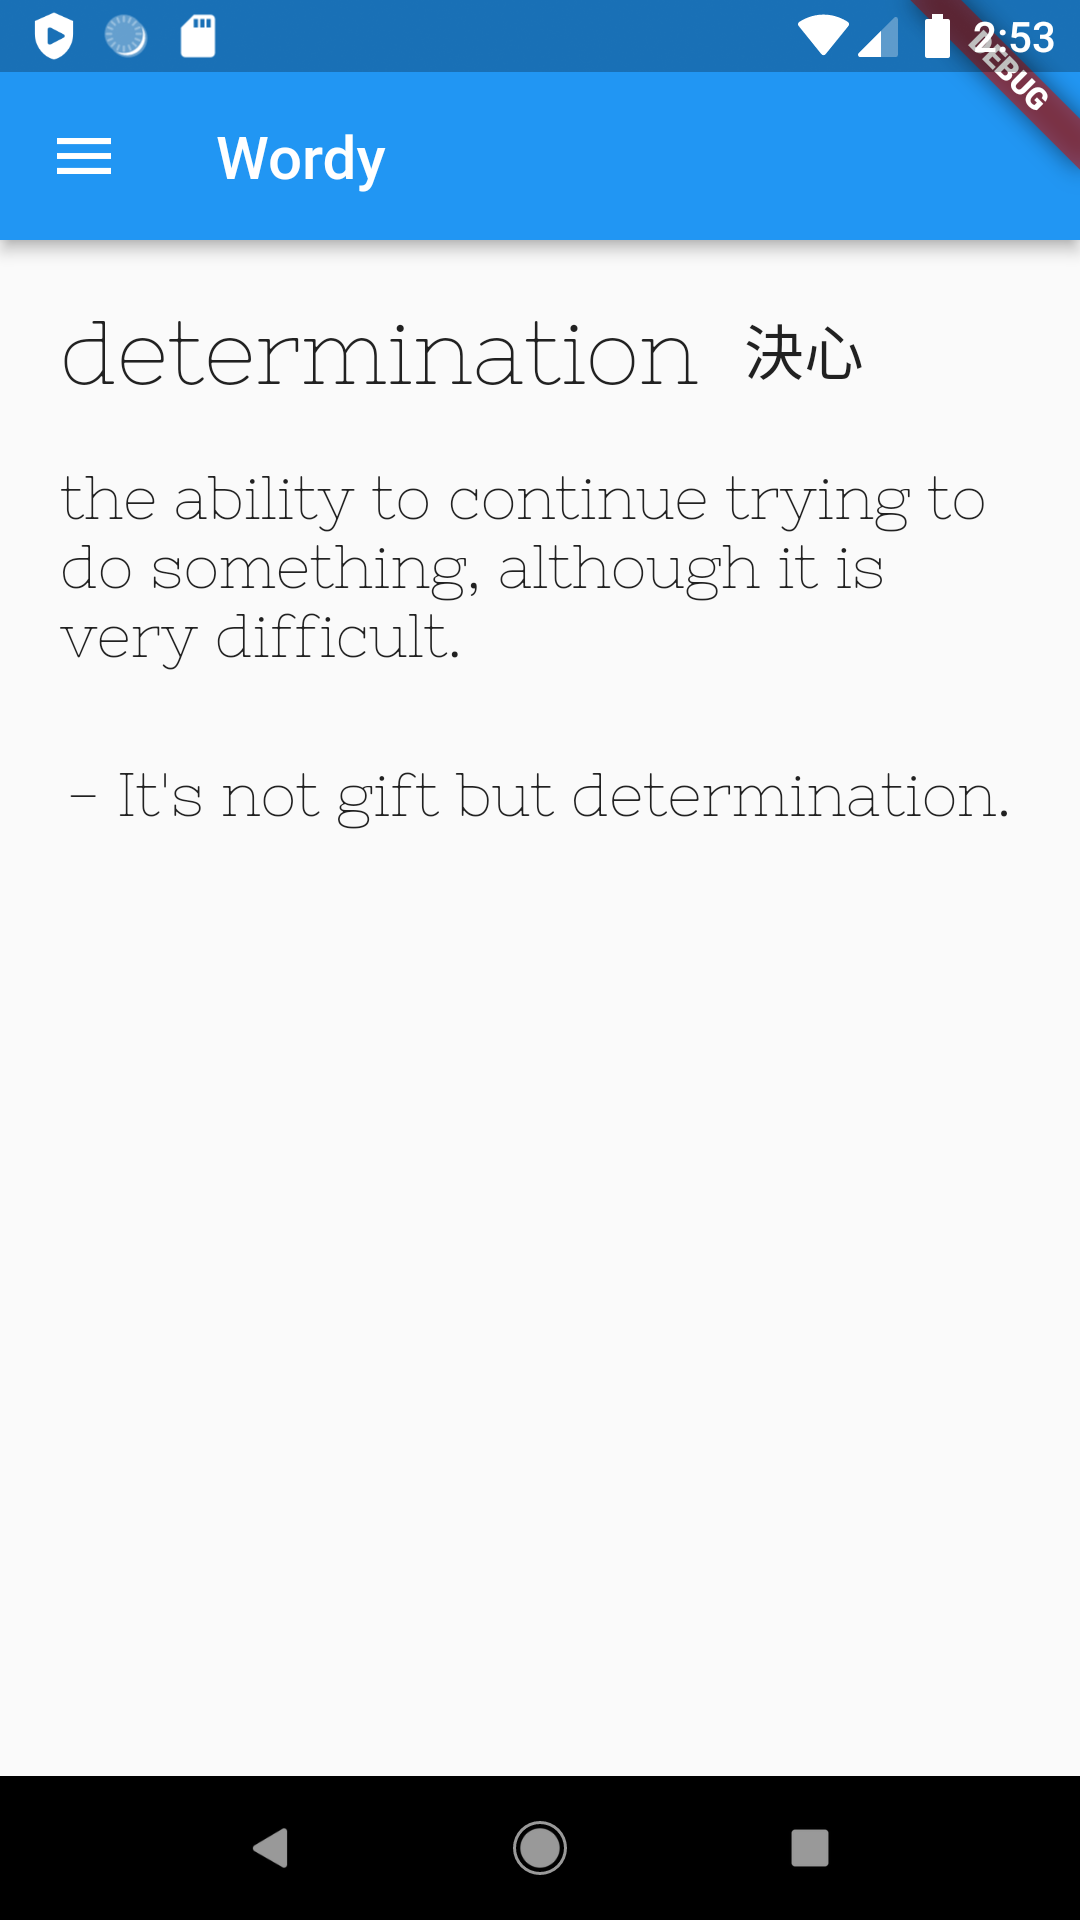 2:53
DEBUG
Wordy
determination 決心
the ability to continue trying to
do something, although it is
very difficult.
- It's not gift but determination.